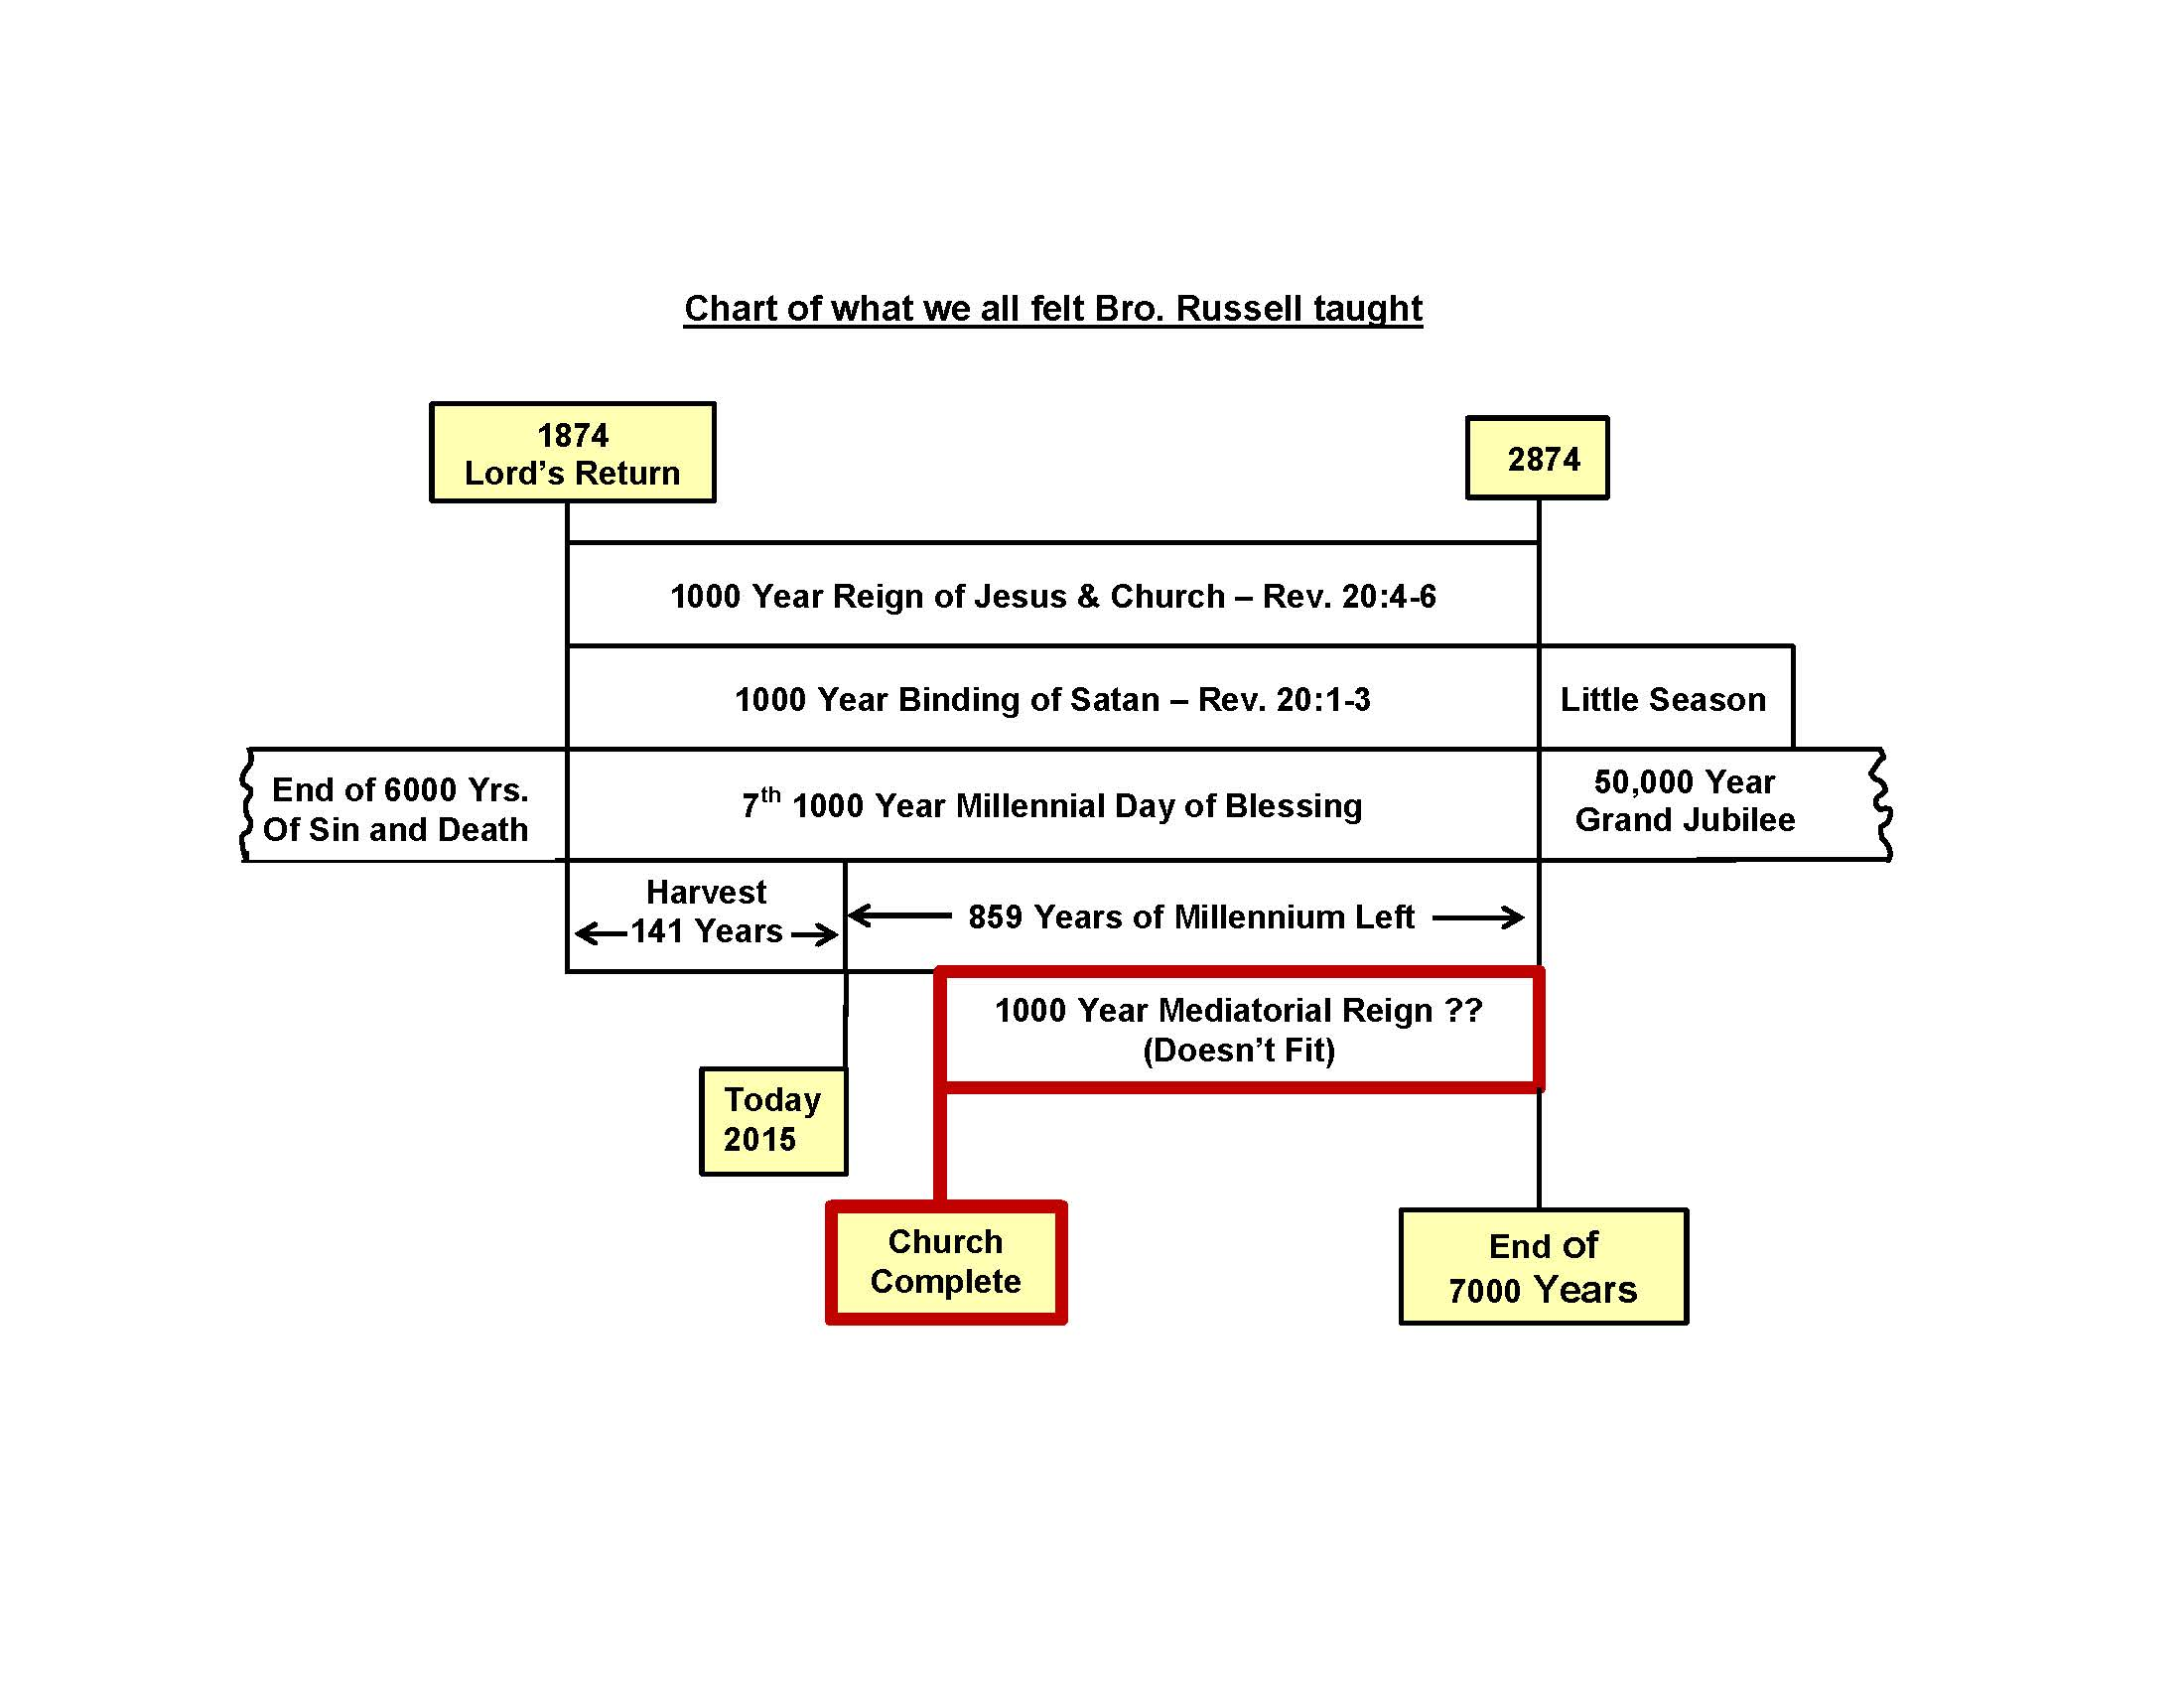 Chart of what we all felt Bro. Russell taught
1874
Lord's Return
2874
1000 Year Reign of Jesus & Church – Rev. 20:4-6
1000 Year Binding of Satan – Rev. 20:1-3
Little Season
End of 6000 Yrs.
Of Sin and Death
7th 1000 Year Millennial Day of Blessing
50,000 Year
Grand Jubilee
Harvest
141 Years
859 Years of Millennium Left
1000 Year Mediatorial Reign ??
(Doesn't Fit)
Today
2015
Church
Complete
End of
7000 Years